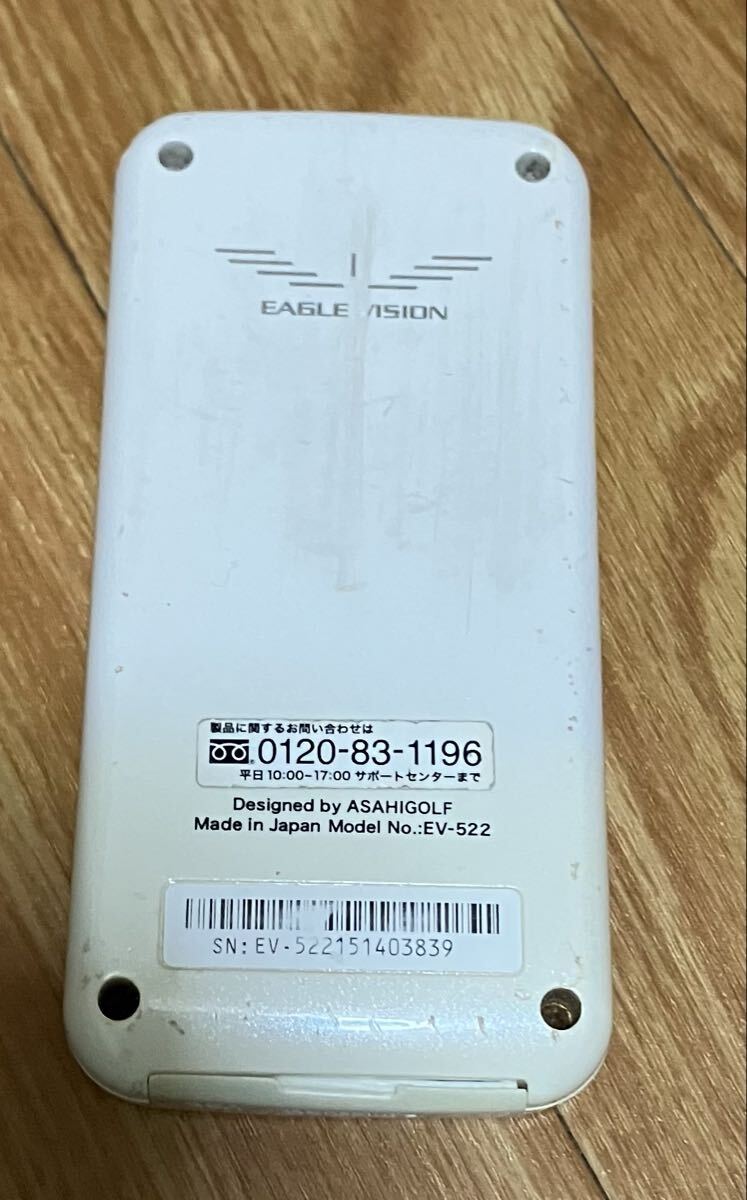 EAGLE VISION
製品に関するお問い合わせは
0120-83-1196
平日10:00-17:00 サポートセンターまで
Designed by ASAHIGOLF
Made in Japan Model No.:EV-522
SN: EV-522151403839